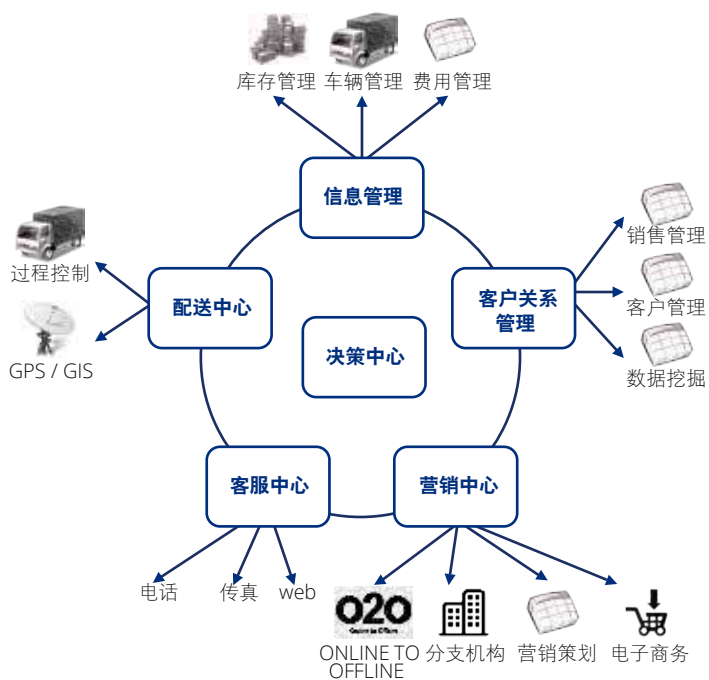 库存管理 车辆管理 费用管理
信息管理
销售管理
过程控制
配送中心
客户关系
管理
客户管理
决策中心
GPS / GIS
数据挖掘
客服中心
营销中心
电话 传真 web
O2O
ONLINE TO
OFFLINE
分支机构 营销策划 电子商务